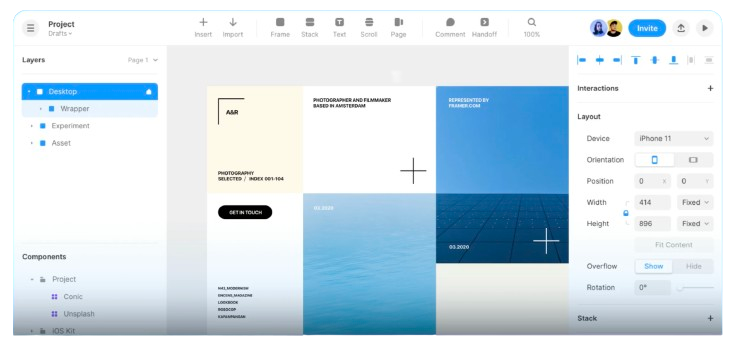 Project
Drafts
Insert
Import
Frame
Stack
Text
Scroll
Page
Comment
Handoff
100%
Invite
Layers
Page 1
Desktop
Wrapper
Experiment
Asset
Components
Project
Conic
Unsplash
iOS Kit
A&R
PHOTOGRAPHY
SELECTED / INDEX 001-104
PHOTOGRAPHER AND FILMMAKER
BASED IN AMSTERDAM
REPRESENTED BY
FRAMER.COM
GET IN TOUCH
03.2020
03.2020
LOOKBOOK
Interactions
Layout
Device
iPhone 11
Orientation
Position
0 X
0 Y
Width
414
Fixed
Height
896
Fixed
Fit Content
Overflow
Show
Hide
Rotation
0°
Stack